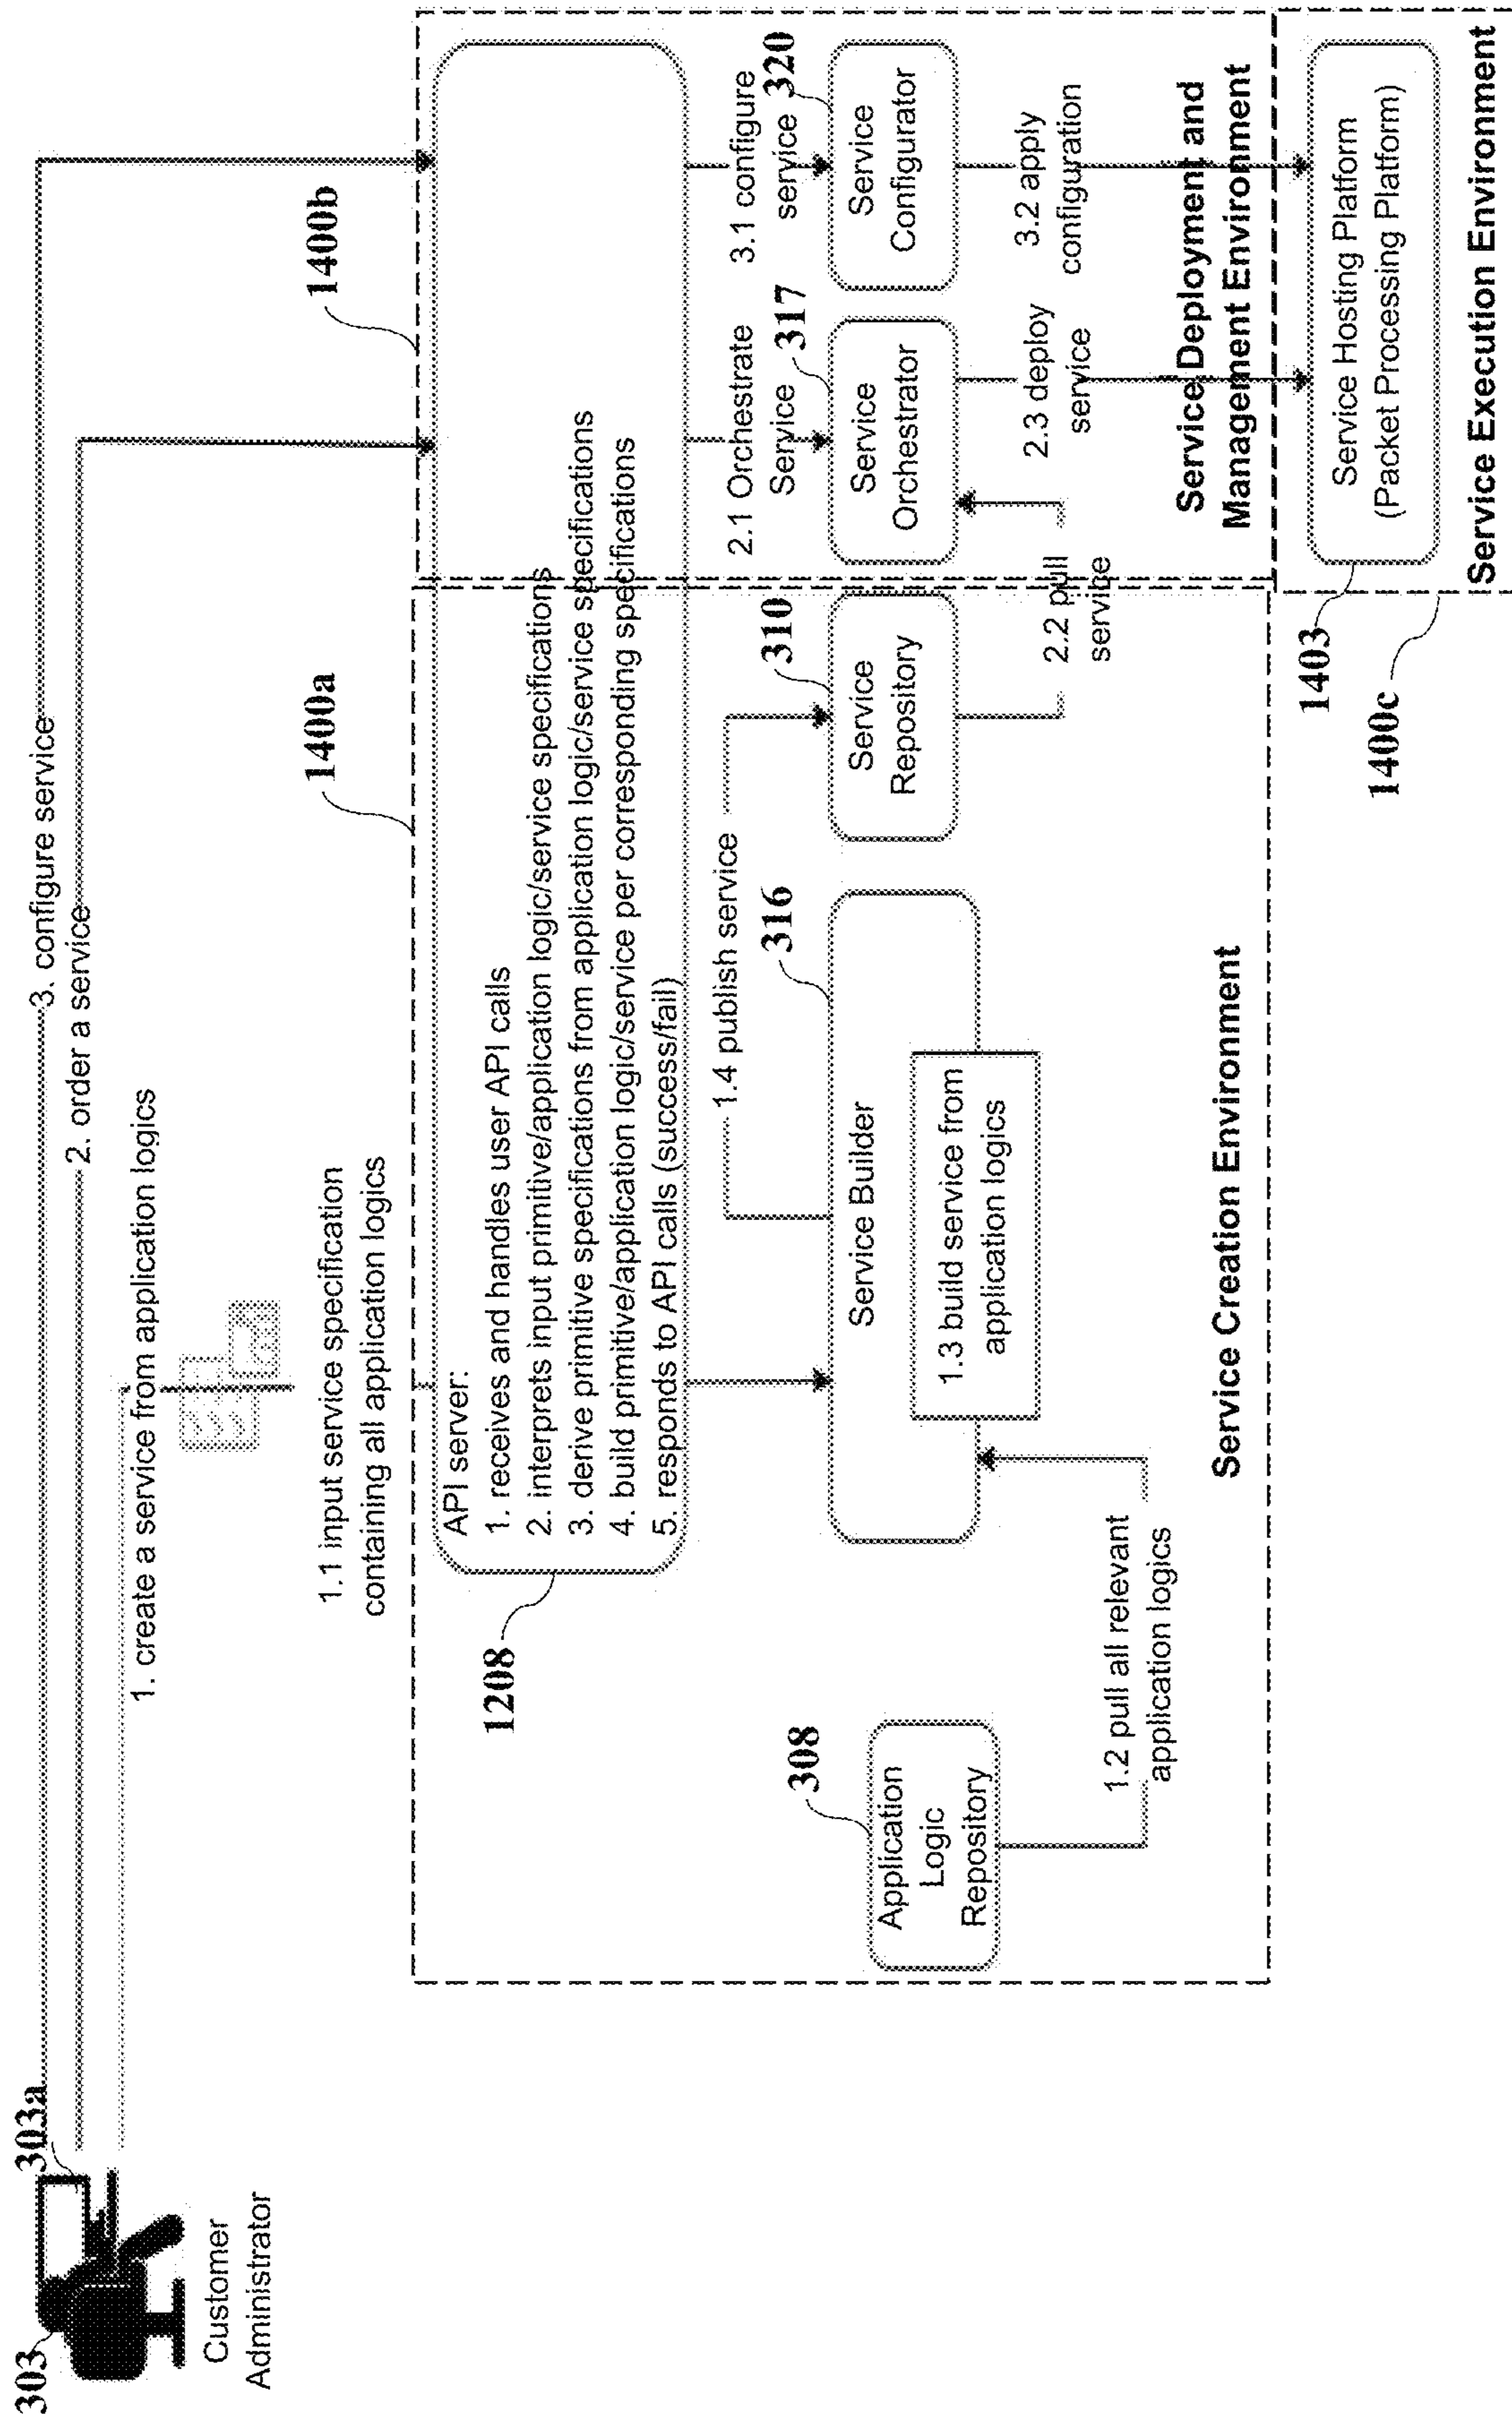 303
303a
Customer
Administrator
3. configure service
2. order a service
1. create a service from application logics
1.1 input service specification
containing all application logics
1400a
1400b
1208
API server:
1. receives and handles user API calls
2. interprets input primitive/application logic/service specifications
3. derive primitive specifications from application logic/service specifications
4. build primitive/application logic/service per corresponding specifications
5. responds to API calls (success/fail)
308
Application
Logic
Repository
1.2 pull all relevant
application logics
316
Service Builder
1.3 build service from
application logics
1.4 publish service
310
Service
Repository
2.2 pull
service
Service Creation Environment
2.1 Orchestrate
Service
317
Service
Orchestrator
2.3 deploy
service
3.1 configure
service
320
Service
Configurator
3.2 apply
configuration
Service Deployment and
Management Environment
1403
1400c
Service Hosting Platform
(Packet Processing Platform)
Service Execution Environment